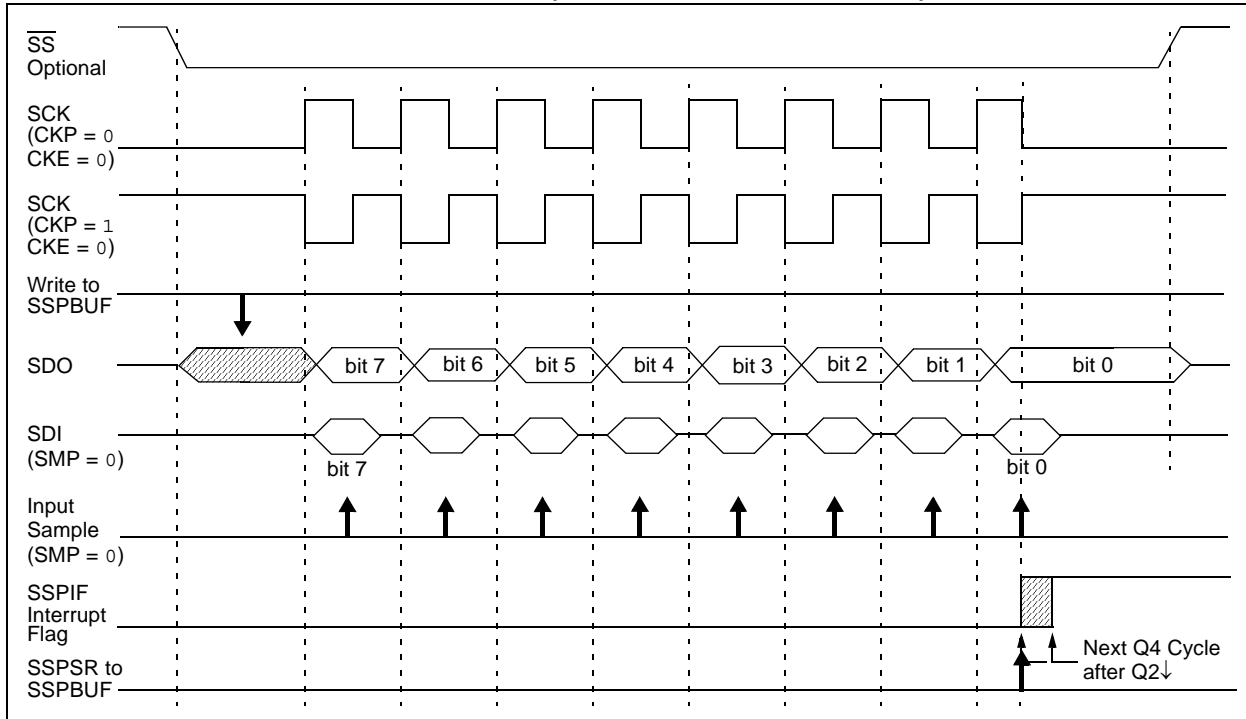 SS
Optional
SCK
(CKP = 0
CKE = 0)
SCK
(CKP = 1
CKE = 0)
Write to
SSPBUF
SDO
bit 7
bit 6
bit 5
bit 4
bit 3
bit 2
bit 1
bit 0
SDI
(SMP = 0)
bit 7
bit 0
Input
Sample
(SMP = 0)
SSPIF
Interrupt
Flag
Next Q4 Cycle
after Q2↓
SSPSR to
SSPBUF